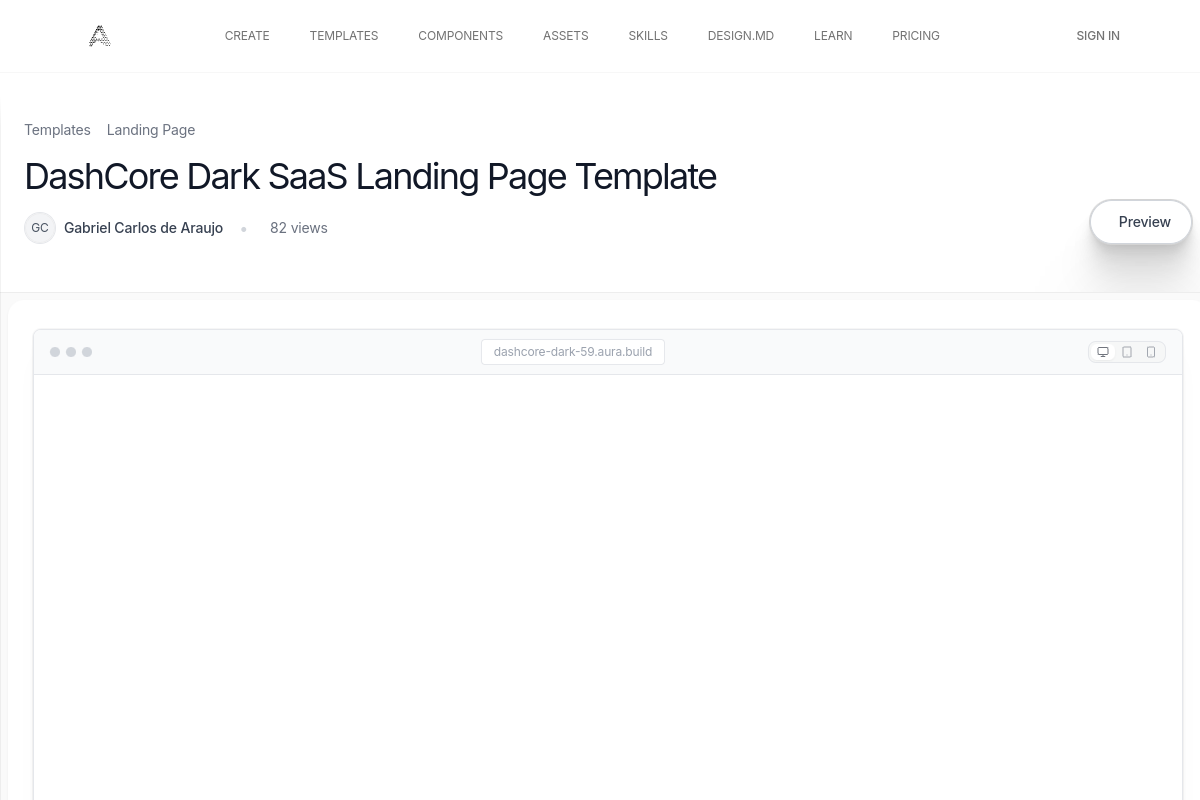 CREATE TEMPLATES COMPONENTS ASSETS SKILLS DESIGN.MD LEARN PRICING SIGN IN
Templates Landing Page
DashCore Dark SaaS Landing Page Template
GC Gabriel Carlos de Araujo • 82 views
Preview
dashcore-dark-59.aura.build